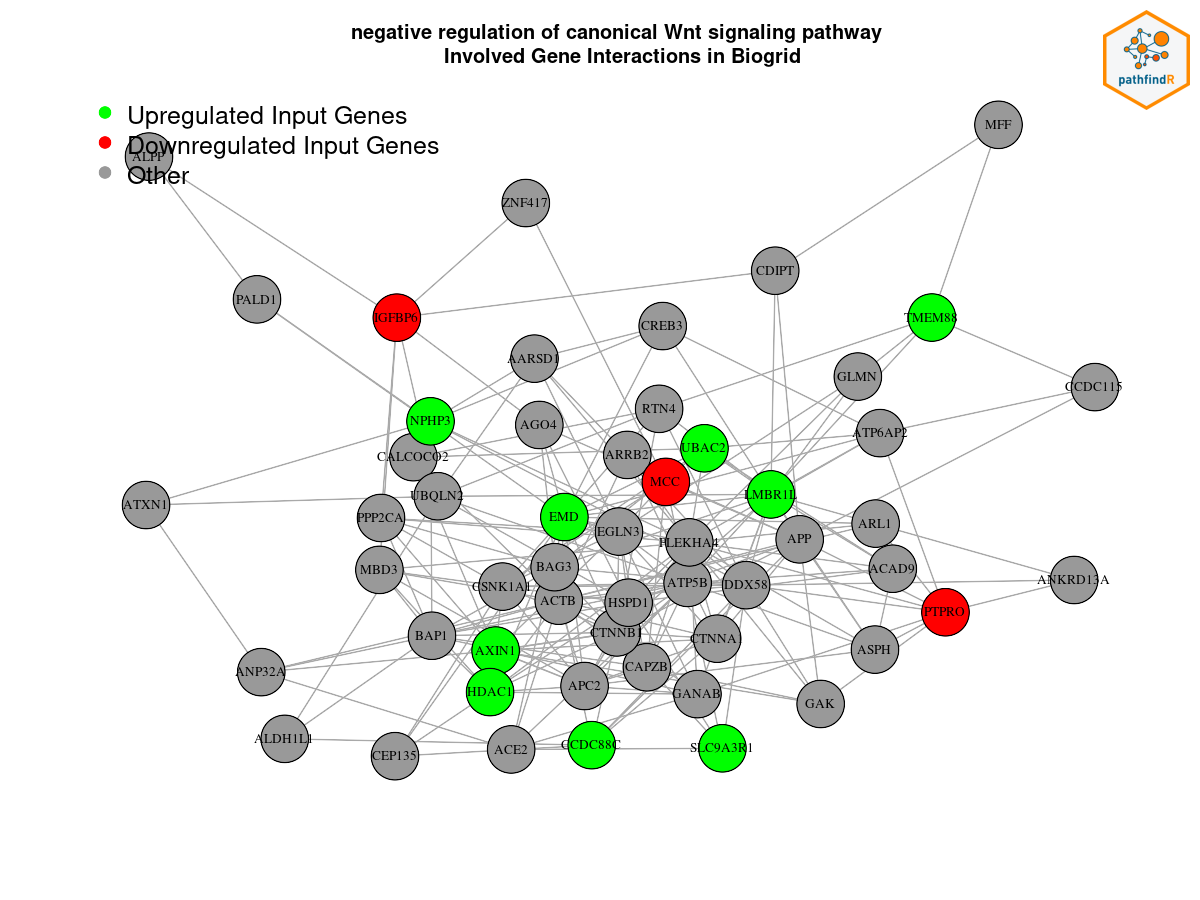 negative regulation of canonical Wnt signaling pathway
Involved Gene Interactions in Biogrid
pathfindR
Upregulated Input Genes
Downregulated Input Genes
Other
MFF
ALPP
ZNF417
CDIPT
PALD1
IGFBP6
TMEM88
CREB3
AARSD1
GLMN
CCDC115
RTN4
NPHP3
AGO4
ATP6AP2
UBAC2
CALCOCO2
ARRB2
MCC
UBQLN2
LMBR1L
ATXN1
PPP2CA
EMD
ARL1
EGLN3
PLEKHA4
APP
MBD3
BAG3
ACAD9
ANKRD13A
CSNK1A1
ATP5B
DDX58
ACTB
HSPD1
PTPRO
BAP1
CTNNB1
CTNNA1
AXIN1
ASPH
ANP32A
CAPZB
HDAC1
APC2
GANAB
GAK
ALDH1L1
CEP135
ACE2
CCDC88C
SLC9A3R1